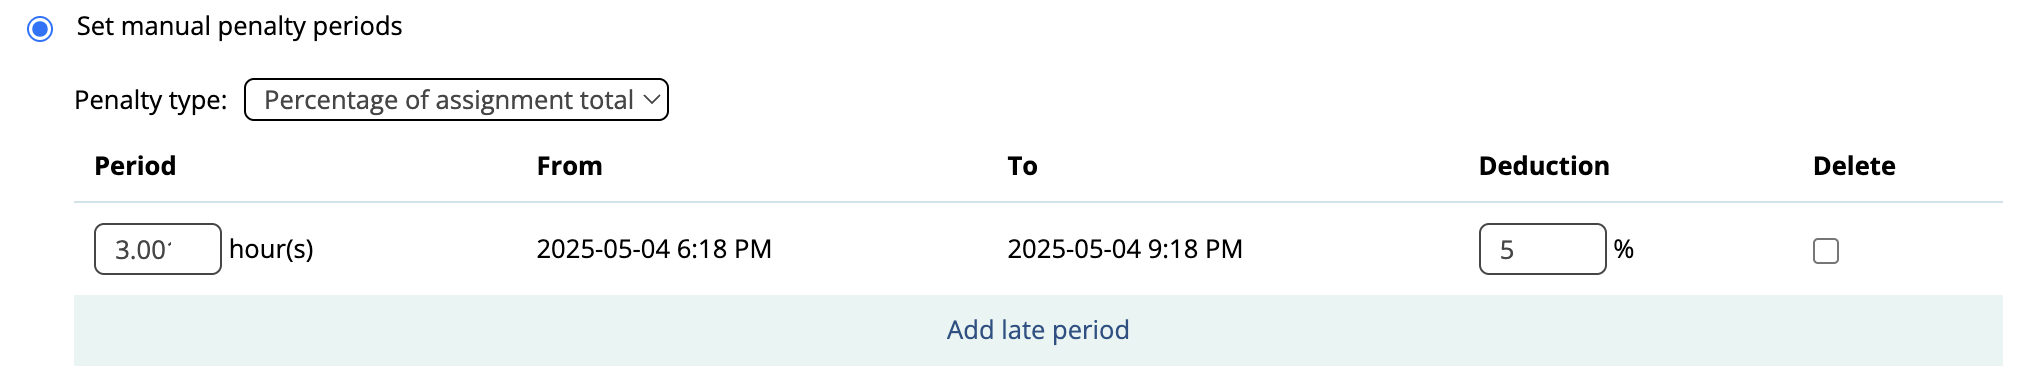 Set manual penalty periods
Penalty type: Percentage of assignment total
Period From To Deduction Delete
3.00 hour(s) 2025-05-04 6:18 PM 2025-05-04 9:18 PM 5 %
Add late period